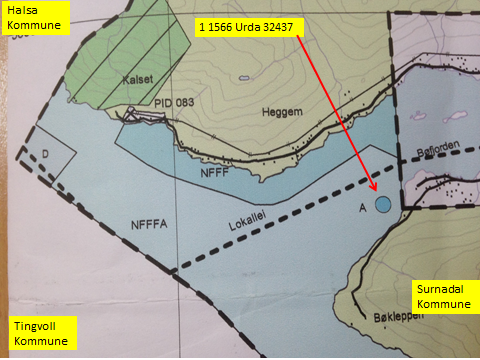 Halsa
Kommune
1 1566 Urda 32437
Kalset
PID 083
Heggem
Bøfjorden
D
NFFF
A
Lokallei
NFFFA
Surnadal
Kommune
Bøkleppen
Tingvoll
Kommune